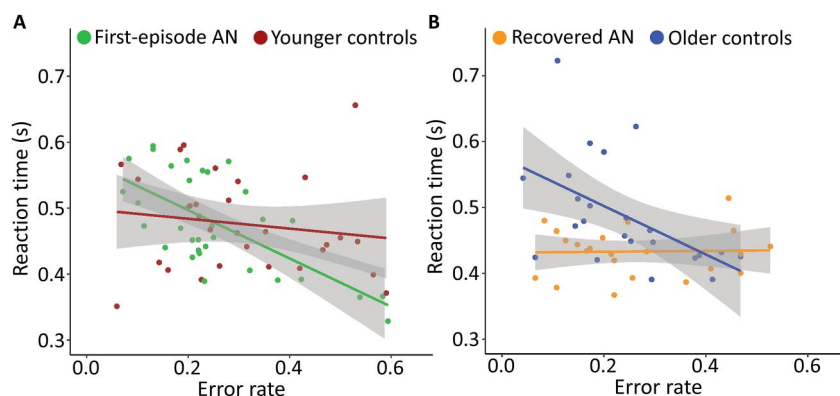 A
First-episode AN Younger controls
0.7
0.6
0.5
0.4
0.3
Reaction time (s)
0.0 0.2 0.4 0.6
Error rate
B
Recovered AN Older controls
0.7
0.6
0.5
0.4
0.3
Reaction time (s)
0.0 0.2 0.4 0.6
Error rate